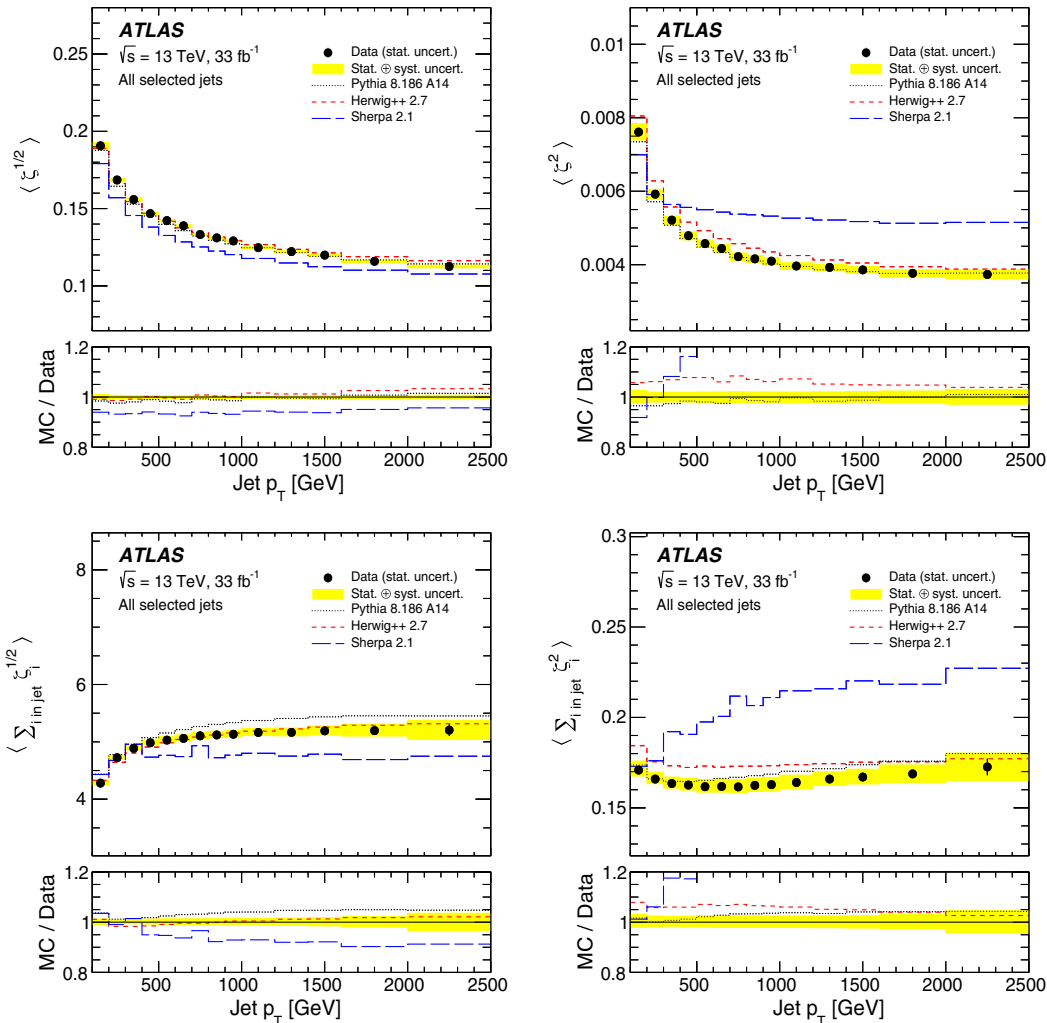 ATLAS
√s = 13 TeV, 33 fb⁻¹
All selected jets
Data (stat. uncert.)
Stat. ⊕ syst. uncert.
Pythia 8.186 A14
Herwig++ 2.7
Sherpa 2.1
⟨ ζ^{1/2} ⟩
0.25
0.2
0.15
0.1
MC / Data
1.2
1
0.8
500 1000 1500 2000 2500
Jet p_T [GeV]
ATLAS
√s = 13 TeV, 33 fb⁻¹
All selected jets
Data (stat. uncert.)
Stat. ⊕ syst. uncert.
Pythia 8.186 A14
Herwig++ 2.7
Sherpa 2.1
⟨ ζ² ⟩
0.01
0.008
0.006
0.004
MC / Data
1.2
1
0.8
500 1000 1500 2000 2500
Jet p_T [GeV]
ATLAS
√s = 13 TeV, 33 fb⁻¹
All selected jets
Data (stat. uncert.)
Stat. ⊕ syst. uncert.
Pythia 8.186 A14
Herwig++ 2.7
Sherpa 2.1
⟨ Σ_{i in jet} ζ_i^{1/2} ⟩
8
6
4
MC / Data
1.2
1
0.8
500 1000 1500 2000 2500
Jet p_T [GeV]
ATLAS
√s = 13 TeV, 33 fb⁻¹
All selected jets
Data (stat. uncert.)
Stat. ⊕ syst. uncert.
Pythia 8.186 A14
Herwig++ 2.7
Sherpa 2.1
⟨ Σ_{i in jet} ζ_i² ⟩
0.3
0.25
0.2
0.15
MC / Data
1.2
1
0.8
500 1000 1500 2000 2500
Jet p_T [GeV]